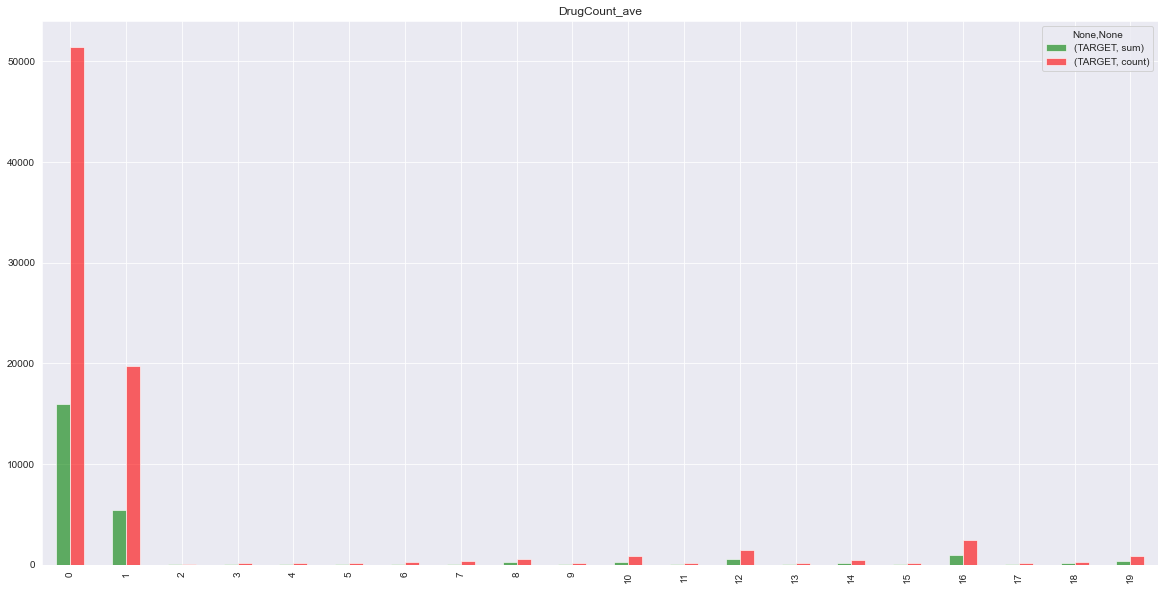 DrugCount_ave
None,None
(TARGET, sum)
(TARGET, count)
50000
40000
30000
20000
10000
0
0 1 2 3 4 5 6 7 8 9 10 11 12 13 14 15 16 17 18 19